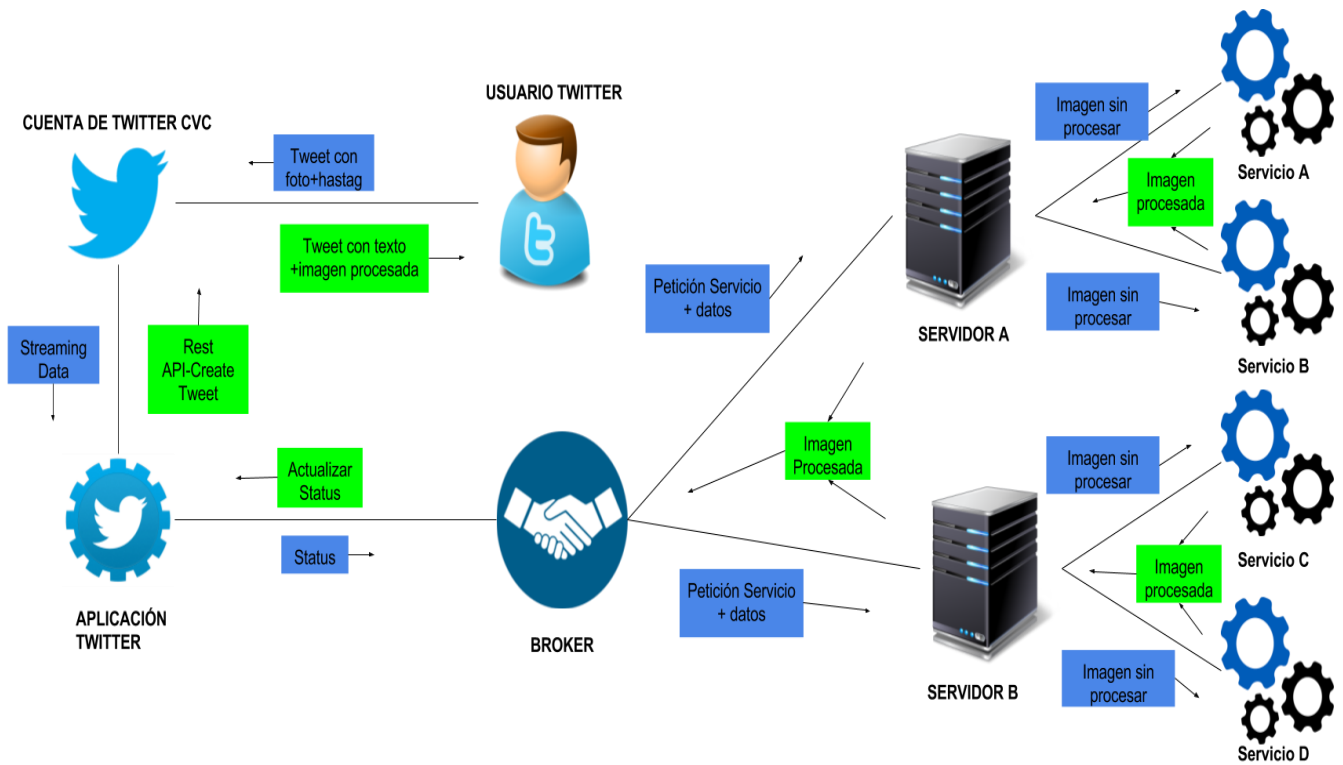 USUARIO TWITTER
CUENTA DE TWITTER CVC
Tweet con
foto+hastag
Tweet con texto
+imagen procesada
Streaming
Data
Rest
API-Create
Tweet
Actualizar
Status
Status
APLICACIÓN
TWITTER
BROKER
Petición Servicio
+ datos
Imagen
Procesada
Petición Servicio
+ datos
SERVIDOR A
SERVIDOR B
Imagen sin
procesar
Imagen
procesada
Imagen sin
procesar
Servicio A
Servicio B
Imagen sin
procesar
Imagen
procesada
Imagen sin
procesar
Servicio C
Servicio D